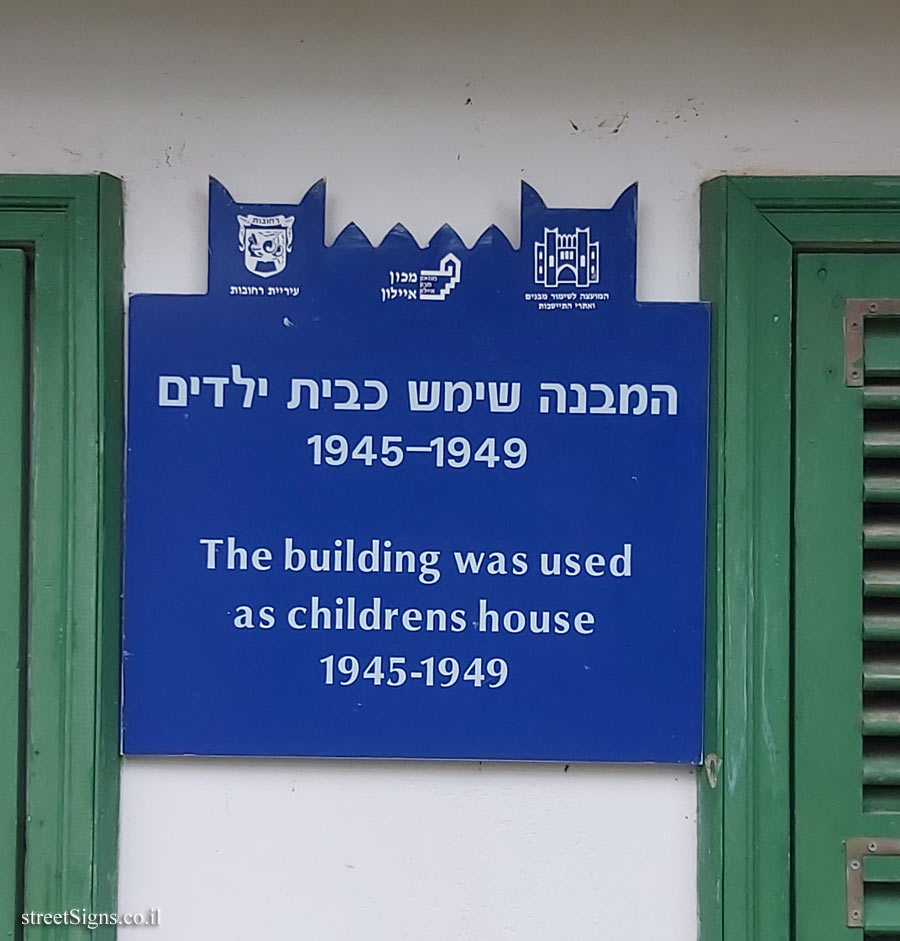 רחובות
עיריית רחובות
מכון
איילון
המועצה לשימור מבנים
ואתרי התיישבות
המבנה שימש כבית ילדים
1945–1949
The building was used
as childrens house
1945-1949
streetSigns.co.il